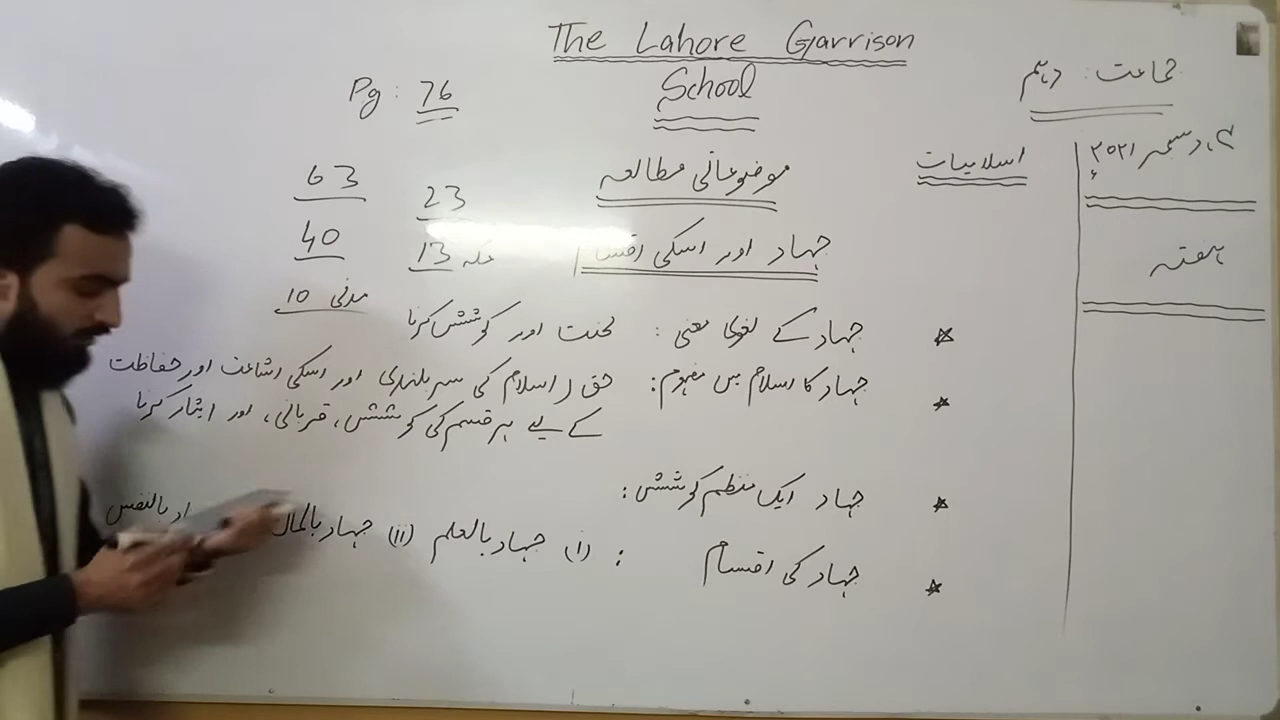 The Lahore Garrison
School
جماعت: دہم
Pg: 76
۴، دسمبر ۲۰۲۱ء
ہفتہ
اسلامیات
موضوعاتی مطالعہ
23
63
جہاد اور اسکی اقسام
مکہ 13
40
مدنی 10
جہاد کے لغوی معنی: محنت اور کوشش کرنا
جہاد کا اسلام میں مفہوم: حق / اسلام کی سربلندی اور اسکی اشاعت اور حفاظت
کے لیے ہر قسم کی کوشش، قربانی، اور ایثار کرنا
جہاد ایک منظم کوشش:
جہاد کی اقسام : (i) جہاد بالعلم (ii) جہاد بالمال بالنفس